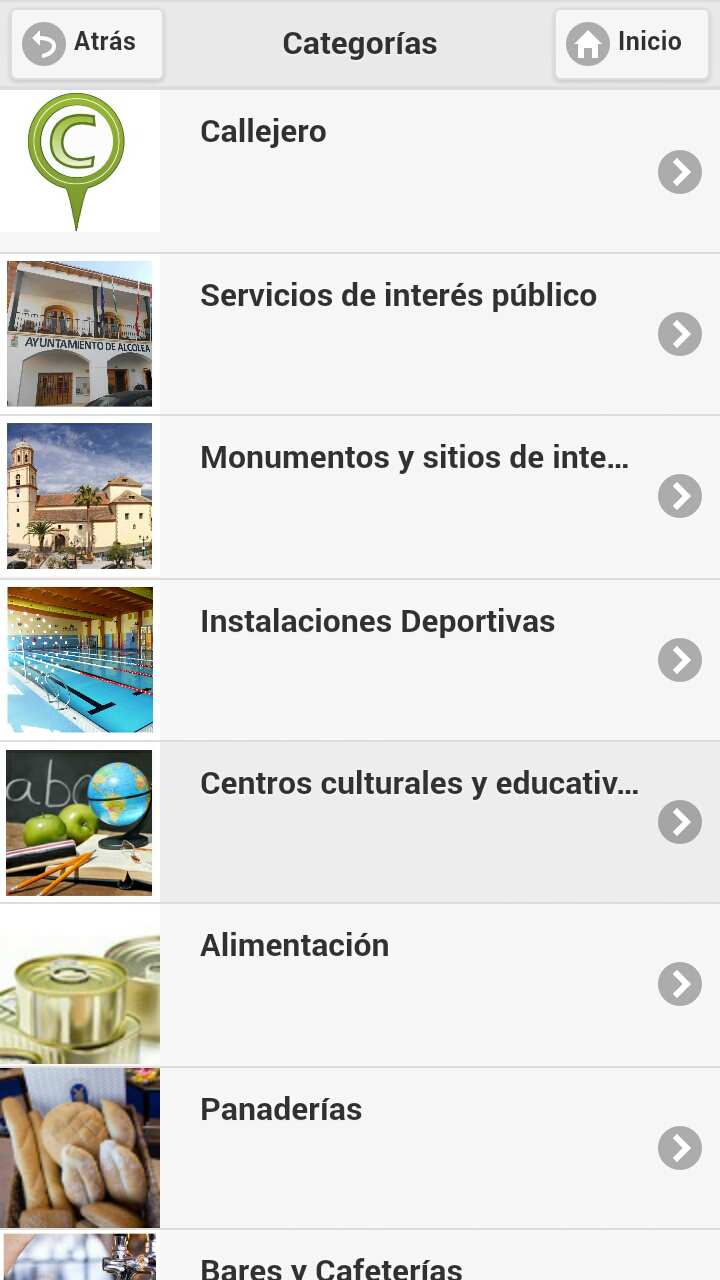 Atrás
Categorías
Inicio
C
Callejero
Servicios de interés público
AYUNTAMIENTO DE ALCOLEA
Monumentos y sitios de inte...
Instalaciones Deportivas
abc
Centros culturales y educativ...
Alimentación
Panaderías
Bares y Cafeterías